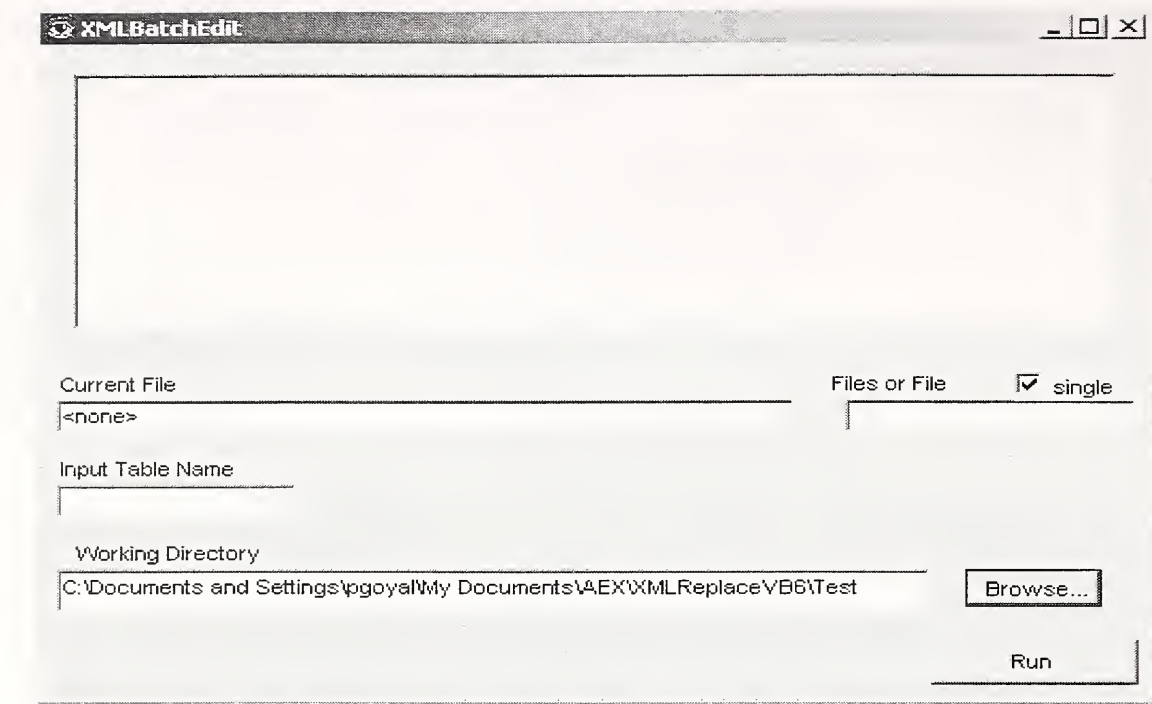 XMLBatchEdit
Current File
Files or File
single
<none>
Input Table Name
Working Directory
C:\Documents and Settings\pgoyal\My Documents\AEX\XMLReplaceVB6\Test
Browse...
Run